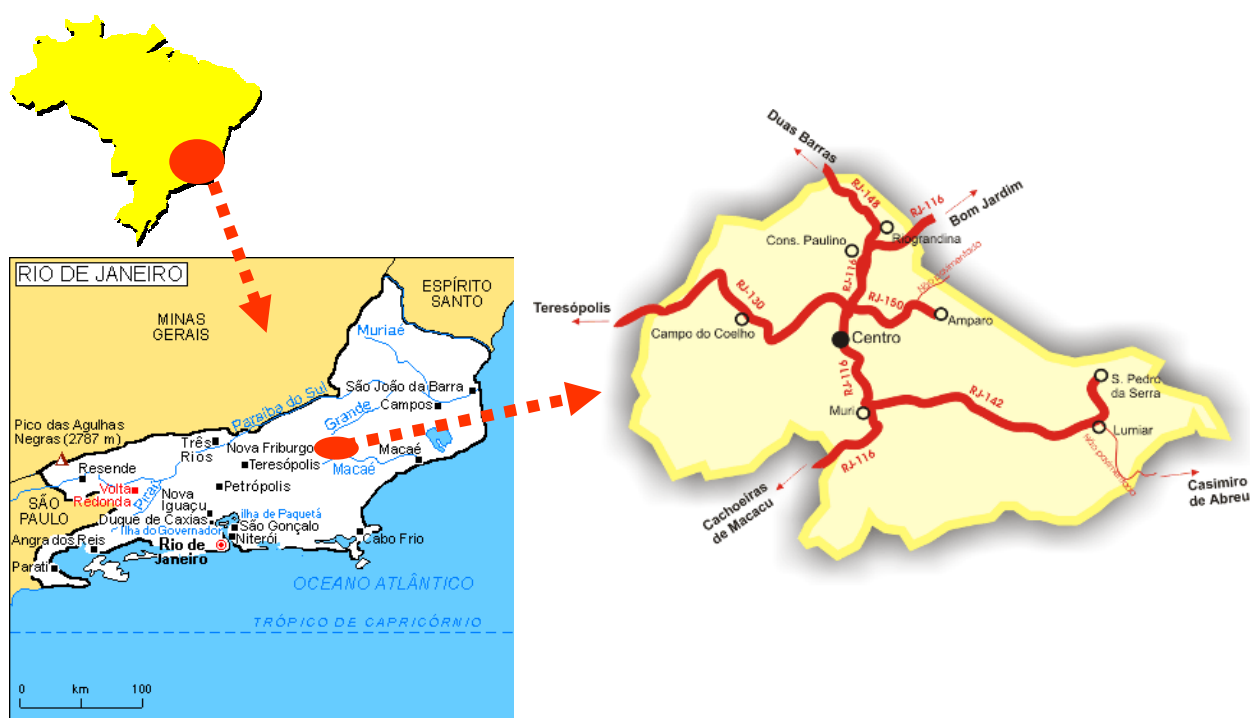 RIO DE JANEIRO
ESPÍRITO
SANTO
MINAS
GERAIS
Muriaé
São João da Barra
Paraíba do Sul
Campos
Grande
Pico das Agulhas
Negras (2787 m)
Três
Rios
Nova Friburgo
Macaé
Teresópolis
Macaé
Resende
Volta
Redonda
Piraí
Petrópolis
Nova
Iguaçu
SÃO
PAULO
Duque de Caxias
ilha de Paquetá
São Gonçalo
Ilha do Governador
Niterói
Angra dos Reis
Rio de
Janeiro
Cabo Frio
Parati
OCEANO ATLÂNTICO
TRÓPICO DE CAPRICÓRNIO
0 km 100
Duas Barras
RJ-148
RJ-116
Bom Jardim
Riograndina
Cons. Paulino
RJ-116
Não pavimentado
RJ-130
RJ-150
Teresópolis
Campo do Coelho
Amparo
Centro
RJ-116
S. Pedro
da Serra
RJ-142
Muri
Lumiar
Não pavimentado
RJ-116
Cachoeiras
de Macacu
Casimiro
de Abreu